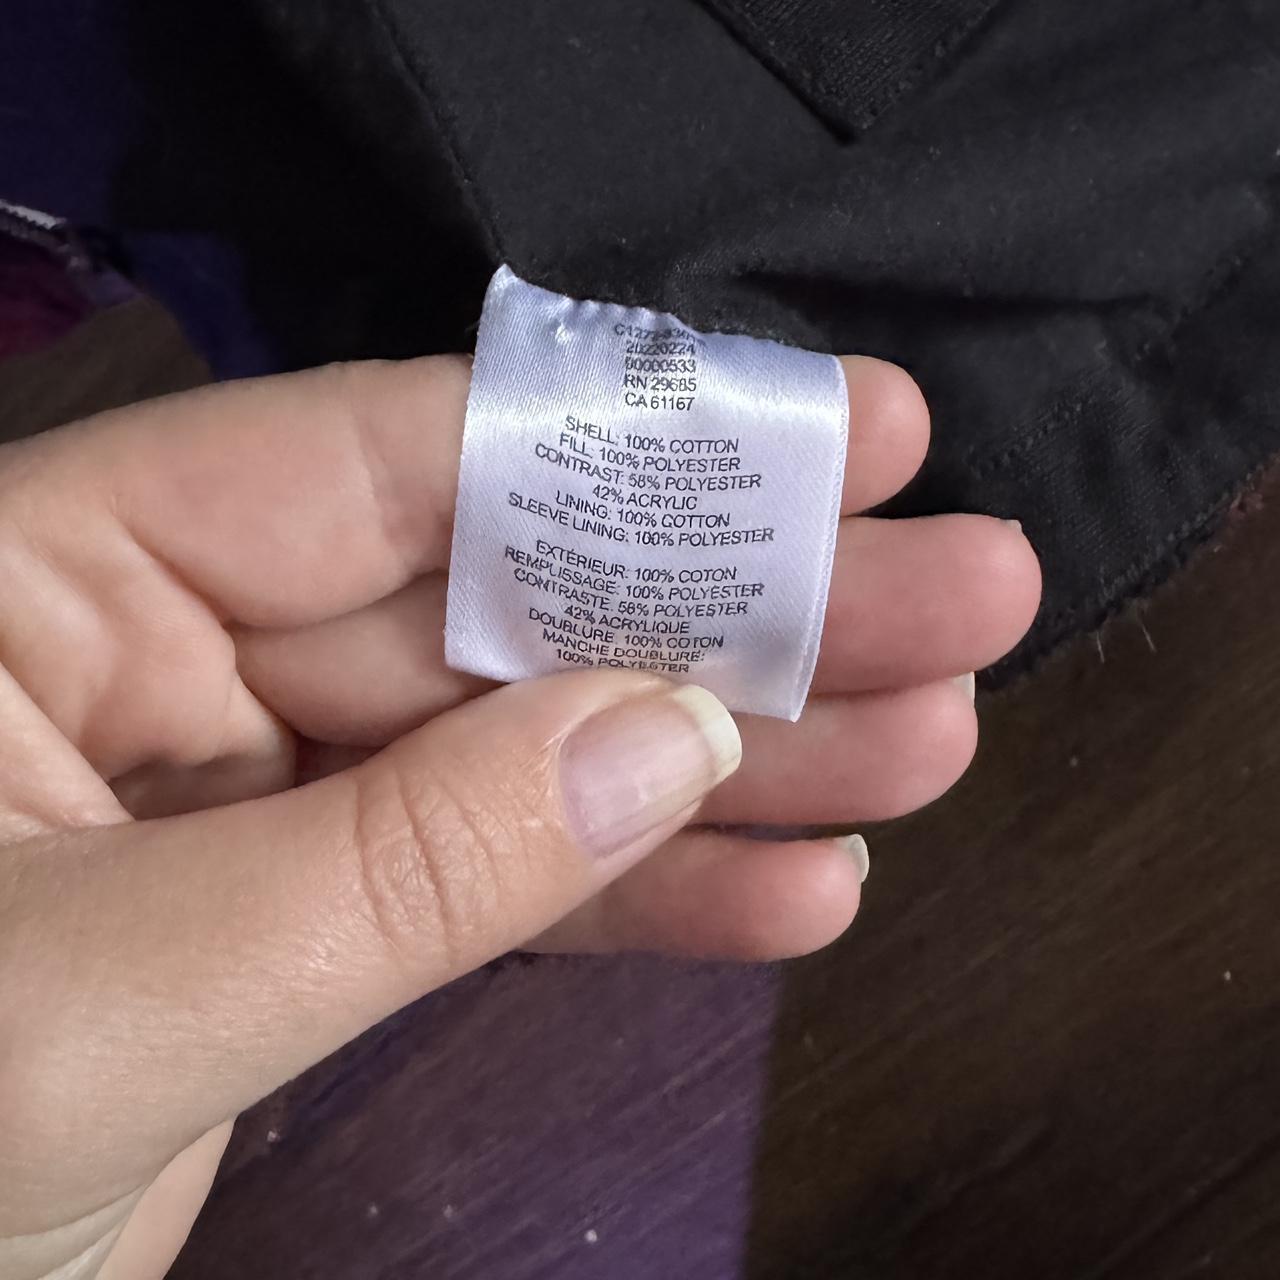 20220224
00000533
RN 29685
CA 61167
SHELL: 100% COTTON
FILL: 100% POLYESTER
CONTRAST: 58% POLYESTER
42% ACRYLIC
LINING: 100% COTTON
SLEEVE LINING: 100% POLYESTER
EXTÉRIEUR: 100% COTON
REMPLISSAGE: 100% POLYESTER
CONTRASTE: 58% POLYESTER
42% ACRYLIQUE
DOUBLURE: 100% COTON
MANCHE DOUBLURE:
100% POLYESTER